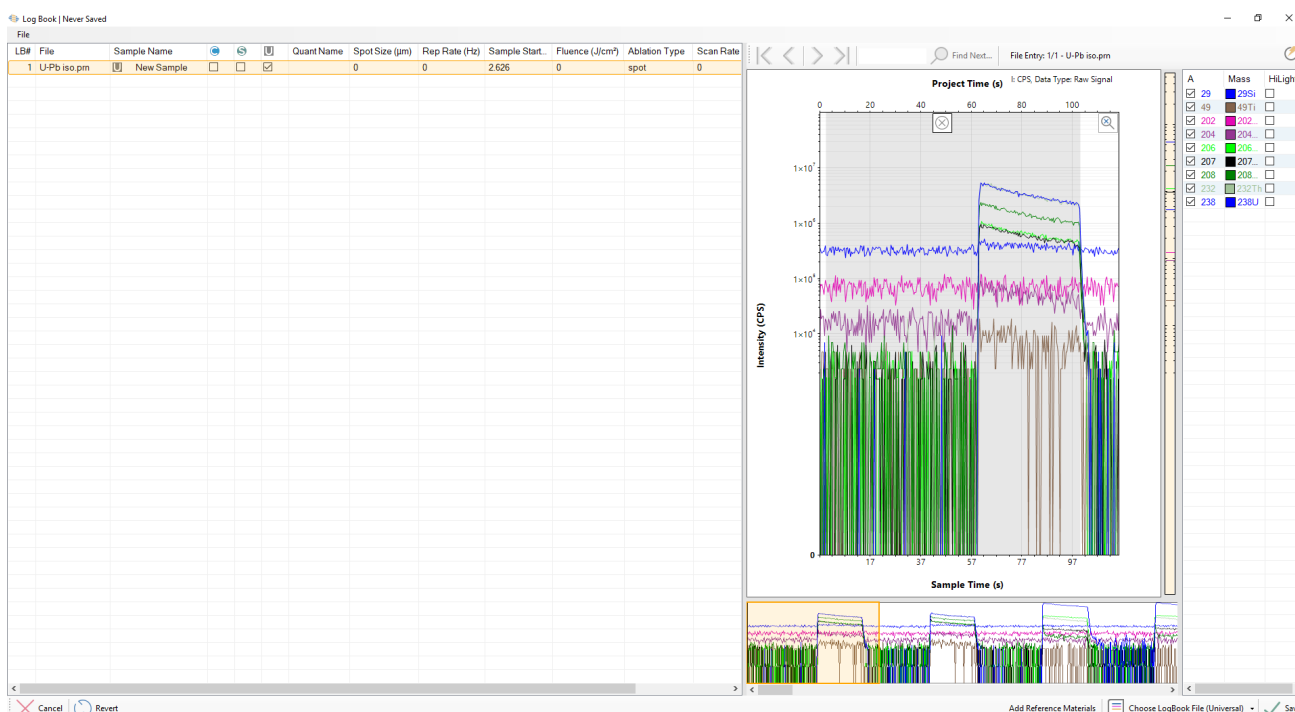 Log Book | Never Saved
File
LB# File Sample Name C S U Quant Name Spot Size (µm) Rep Rate (Hz) Sample Start... Fluence (J/cm²) Ablation Type Scan Rate
1 U-Pb iso.prn U New Sample 0 0 2.626 0 spot 0
Find Next... File Entry: 1/1 - U-Pb iso.prn
Project Time (s) I: CPS, Data Type: Raw Signal
0 20 40 60 80 100
1×10⁷
1×10⁶
1×10⁵
1×10⁴
0
Intensity (CPS)
17 37 57 77 97
Sample Time (s)
A Mass HiLight
29 29Si
49 49Ti
202 202...
204 204...
206 206...
207 207...
208 208...
232 232Th
238 238U
Cancel Revert Add Reference Materials Choose LogBook File (Universal) Sav